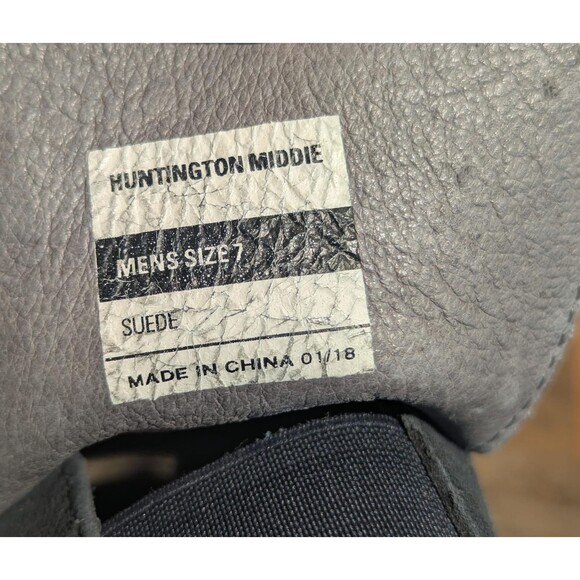 HUNTINGTON MIDDIE
MENS SIZE 7
SUEDE
MADE IN CHINA 01/18